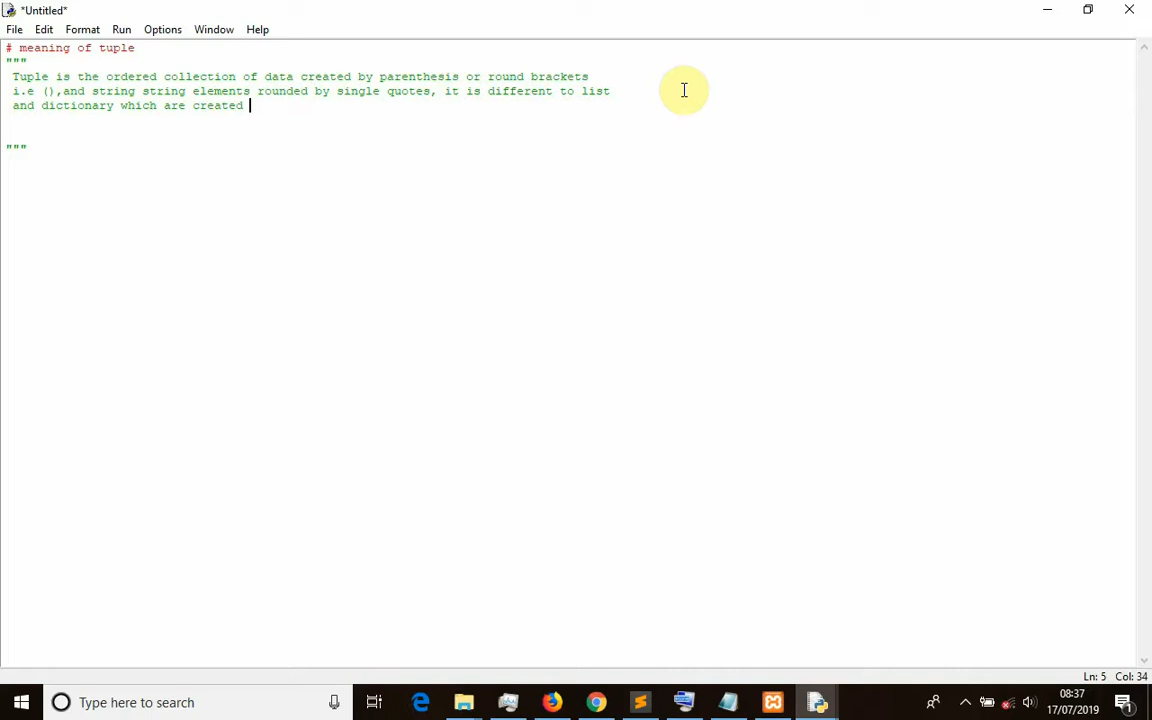 *Untitled*
File Edit Format Run Options Window Help
# meaning of tuple
"""
Tuple is the ordered collection of data created by parenthesis or round brackets
i.e (),and string string elements rounded by single quotes, it is different to list
and dictionary which are created
"""
Ln: 5 Col: 34
Type here to search
08:37
17/07/2019
1